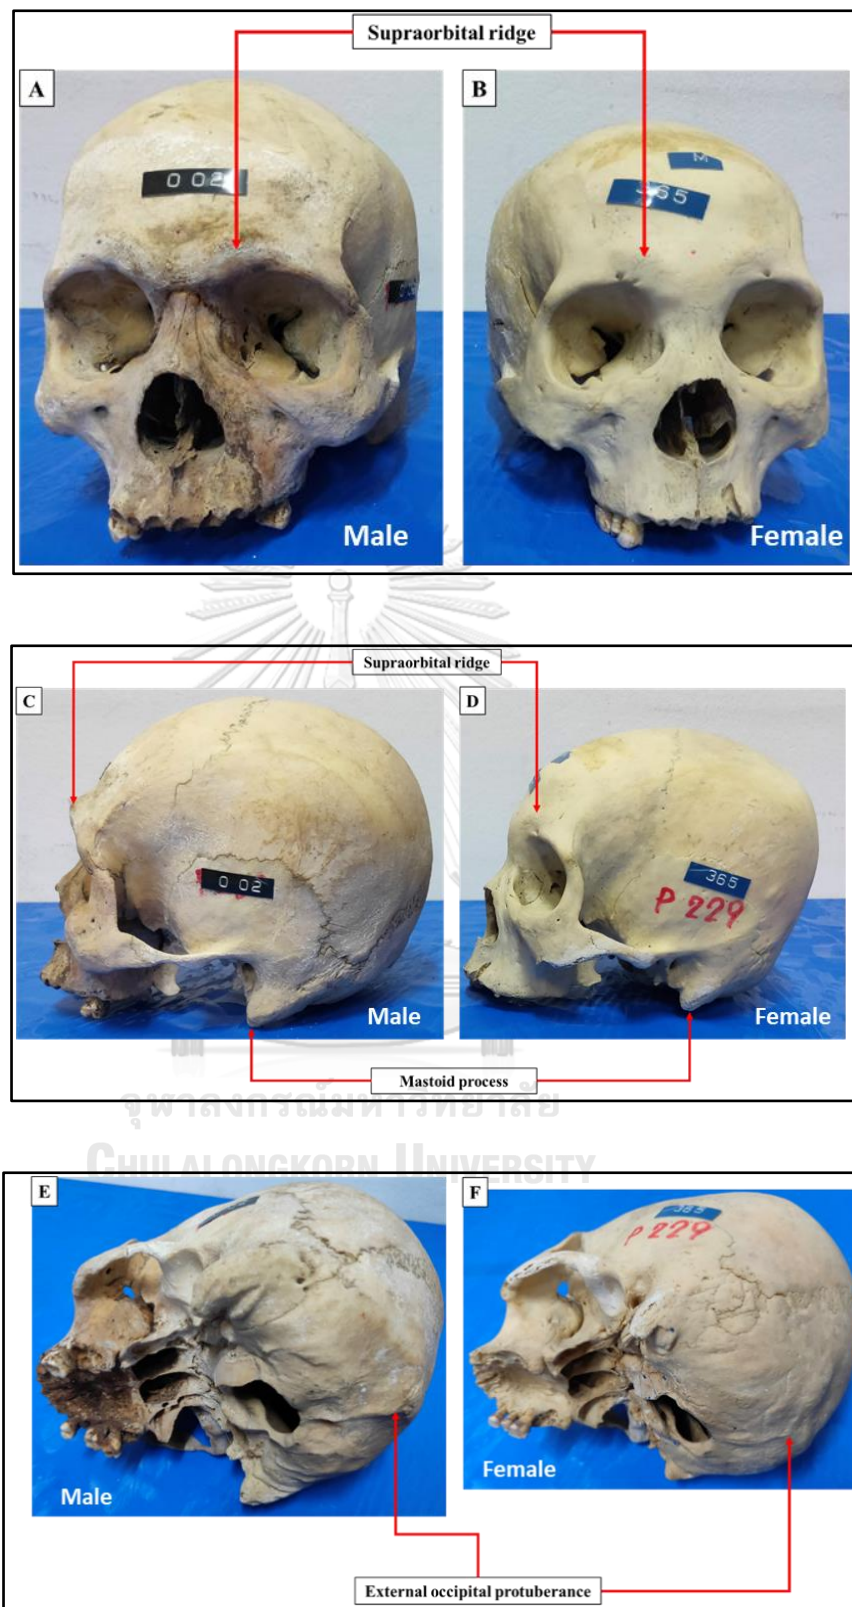 Supraorbital ridge
A
B
0 02
M
365
Male
Female
Supraorbital ridge
C
D
0 02
365
P 229
Male
Female
Mastoid process
จุฬาลงกรณ์มหาวิทยาลัย
CHULALONGKORN UNIVERSITY
E
F
365
P 229
Male
Female
External occipital protuberance